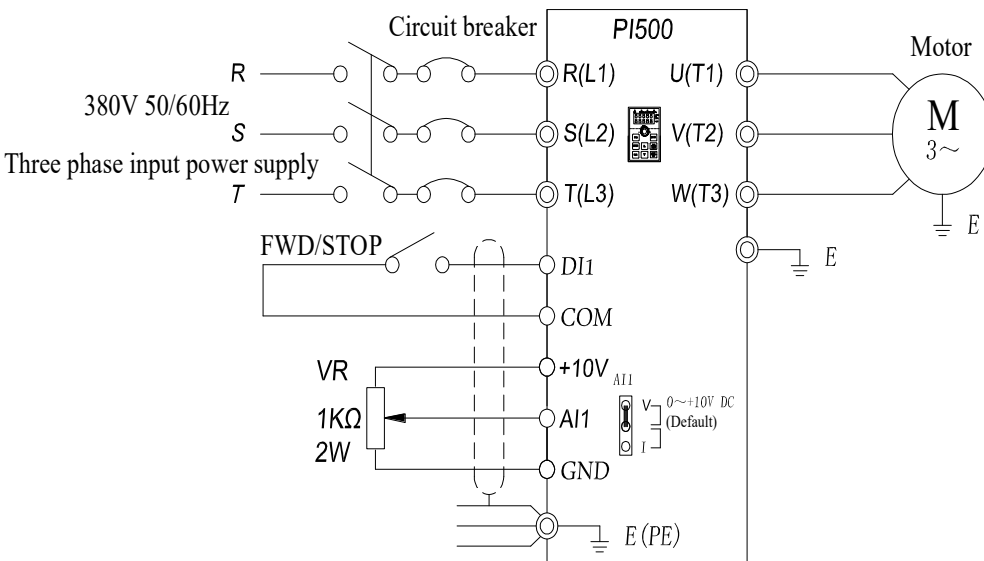 Circuit breaker
PI500
Motor
R
R(L1)
U(T1)
380V 50/60Hz
M
3~
S
S(L2)
V(T2)
Three phase input power supply
T
T(L3)
W(T3)
E
FWD/STOP
E
DI1
COM
VR
+10V
AI1
1KΩ
AI1
V
0~+10V DC
(Default)
2W
I
GND
E(PE)